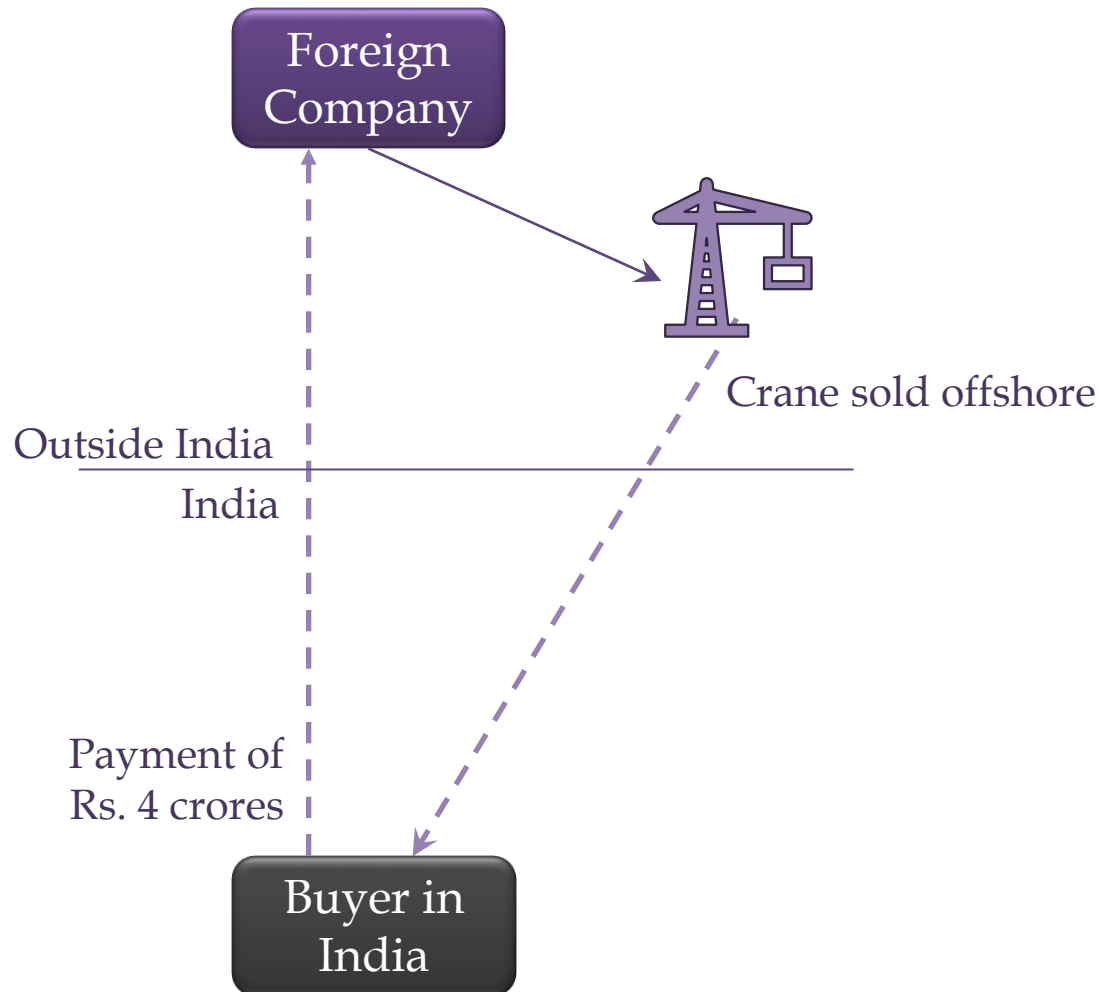 Foreign
Company
Crane sold offshore
Outside India
India
Payment of
Rs. 4 crores
Buyer in
India